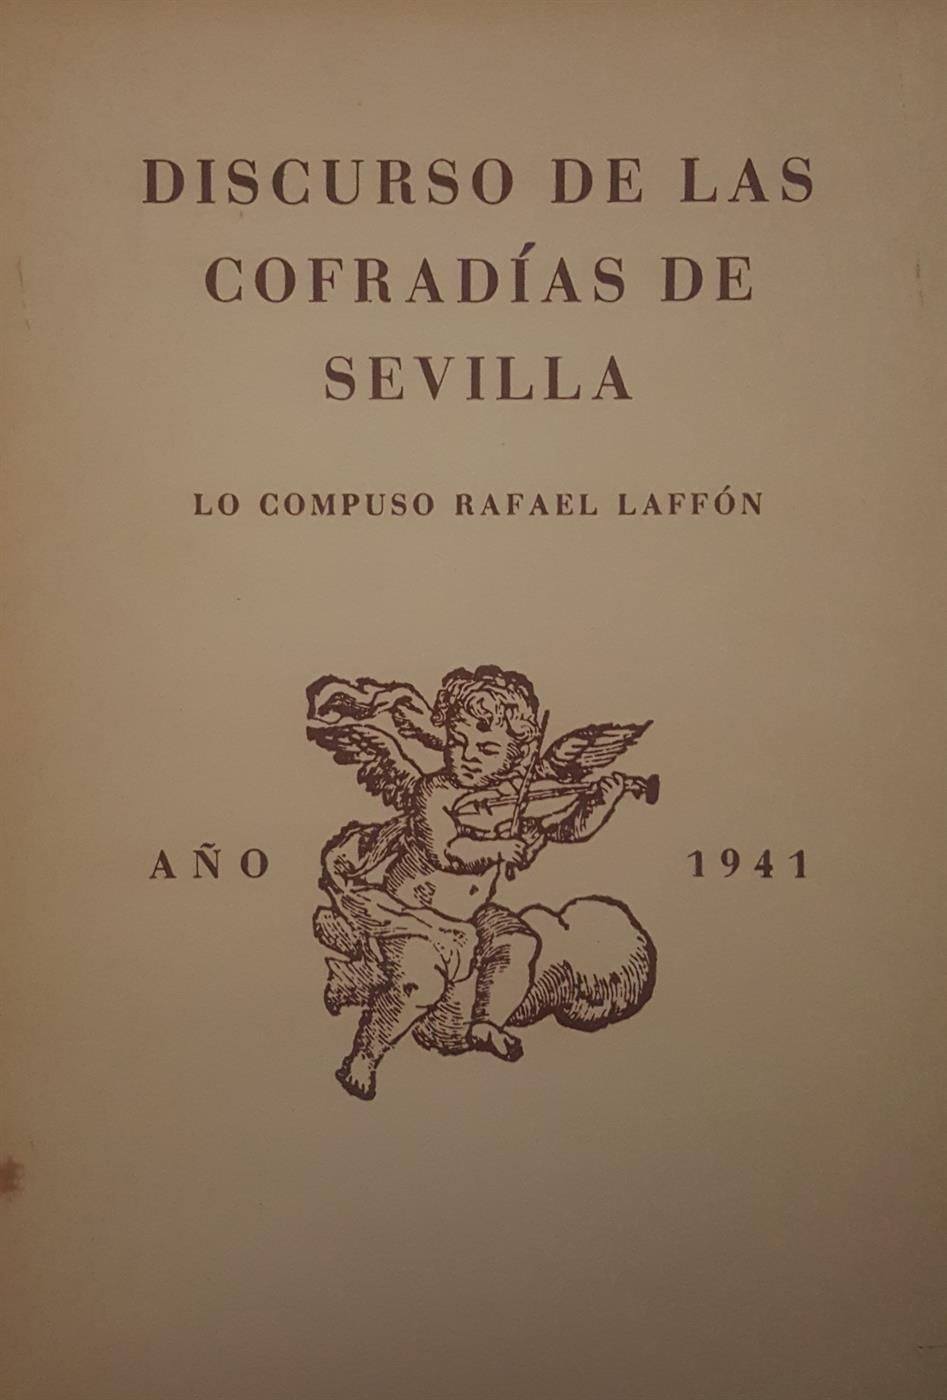 DISCURSO DE LAS
COFRADÍAS DE
SEVILLA
LO COMPUSO RAFAEL LAFFÓN
AÑO 1941